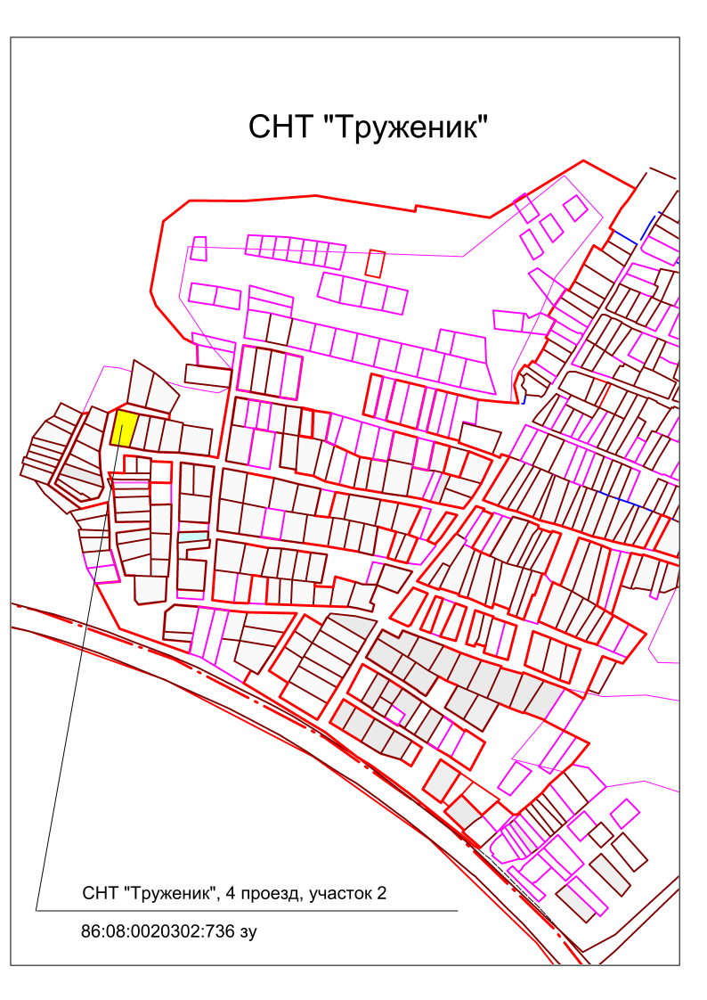 СНТ "Труженик"
СНТ "Труженик", 4 проезд, участок 2
86:08:0020302:736 зу